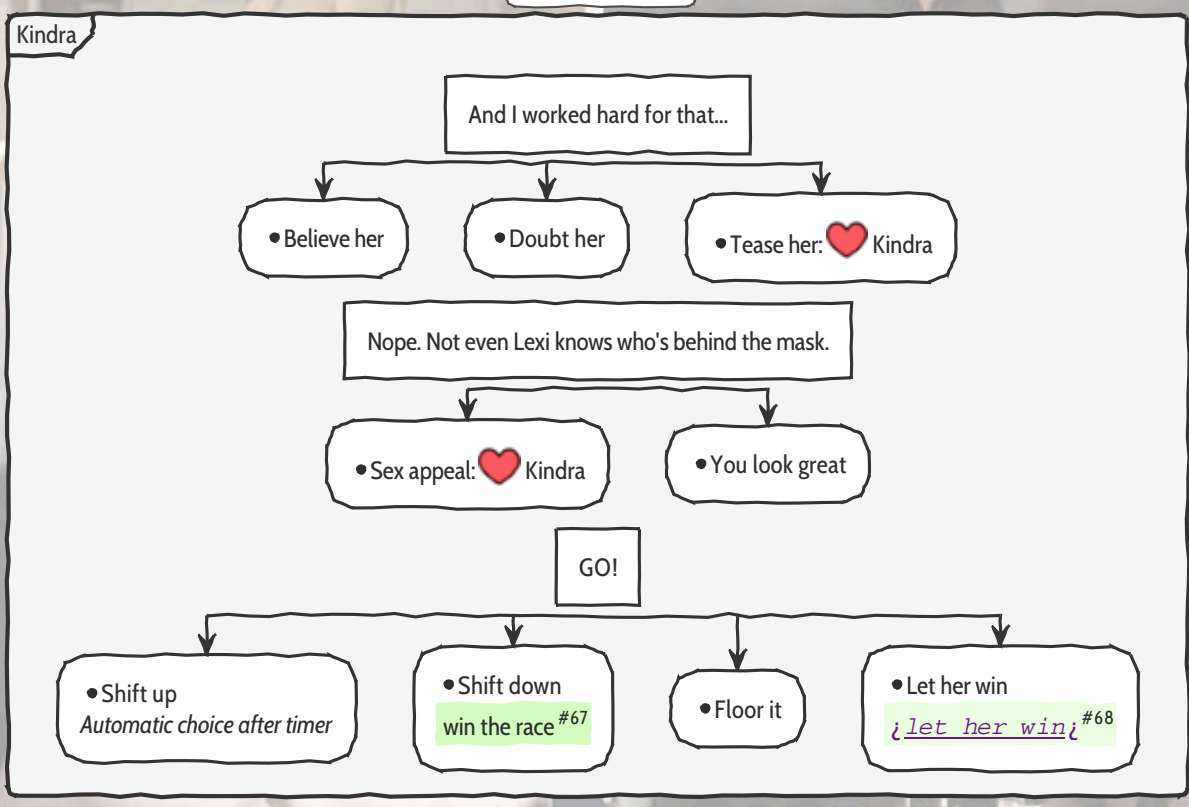 Kindra
And I worked hard for that...
•Believe her
•Doubt her
•Tease her: ❤ Kindra
Nope. Not even Lexi knows who's behind the mask.
•Sex appeal: ❤ Kindra
•You look great
GO!
•Shift up
Automatic choice after timer
•Shift down
win the race #67
•Floor it
•Let her win
¿let her win¿ #68